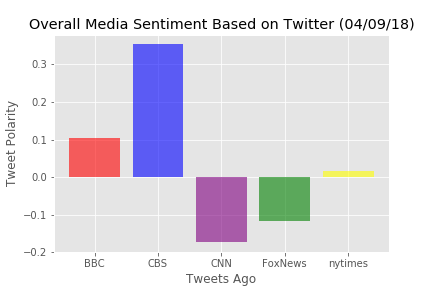 Overall Media Sentiment Based on Twitter (04/09/18)
Tweet Polarity
0.3
0.2
0.1
0.0
−0.1
−0.2
BBC CBS CNN FoxNews nytimes
Tweets Ago